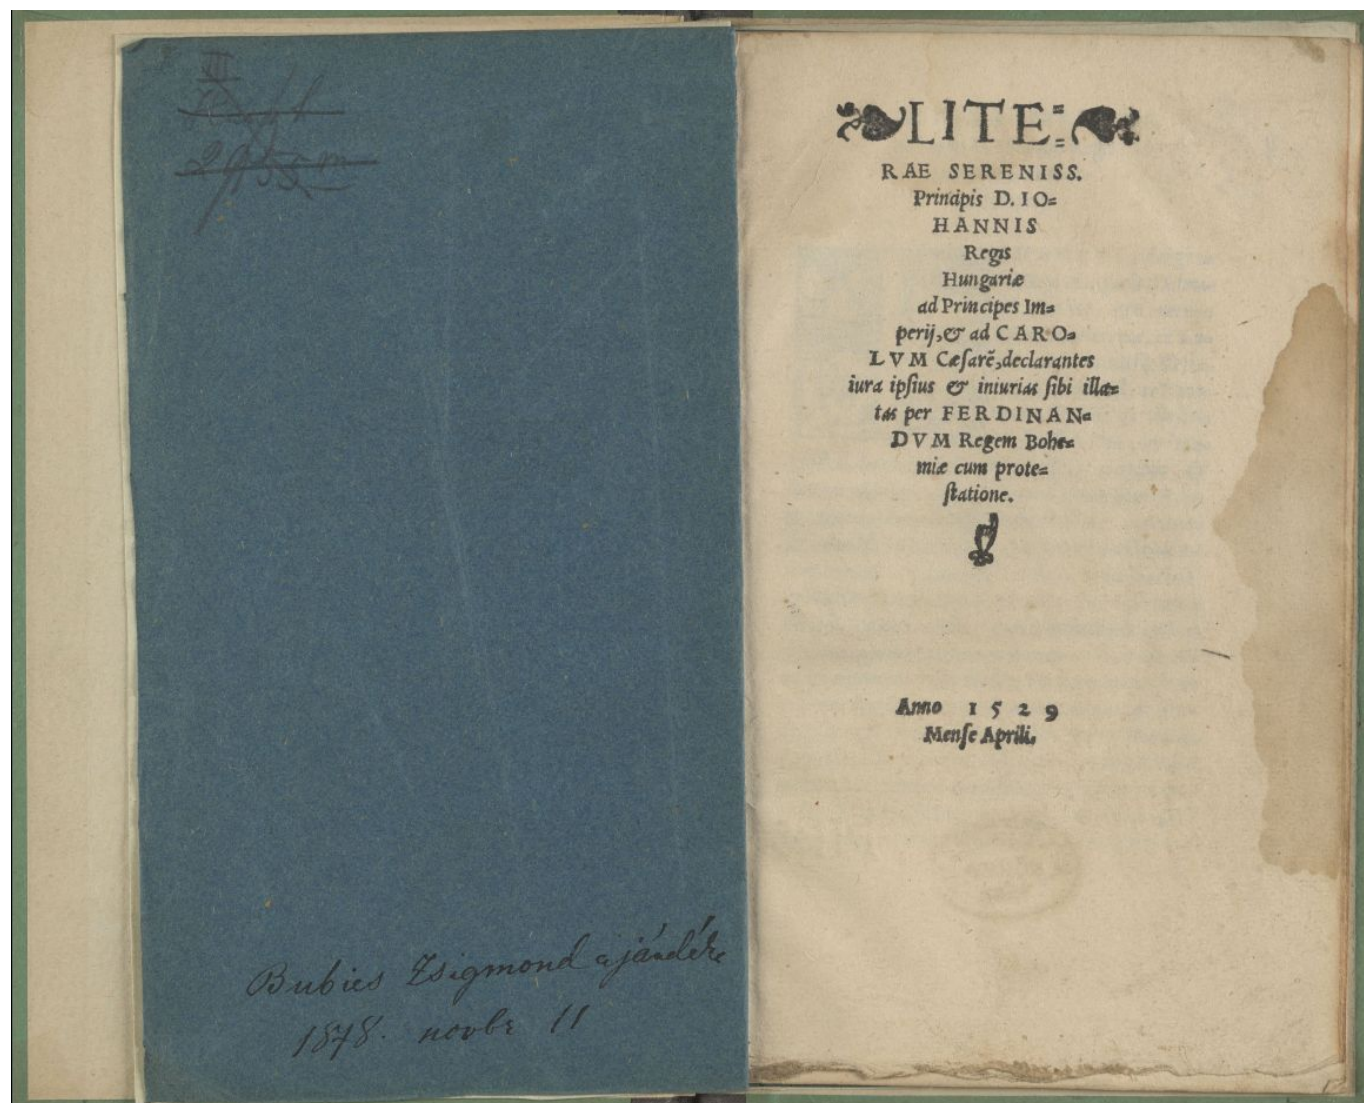 III
LITE=
RAE SERENISS.
Principis D. IO=
HANNIS
Regis
Hungariæ
ad Principes Im=
perij, & ad CARO=
LVM Cæsarē, declarantes
iura ipsius & iniurias sibi illa=
tas per FERDINAN=
DVM Regem Bohe=
miæ cum prote=
statione.
Anno 1529
Mense Aprili.
Bubics Zsigmond ajándéka
1878. novbr 11